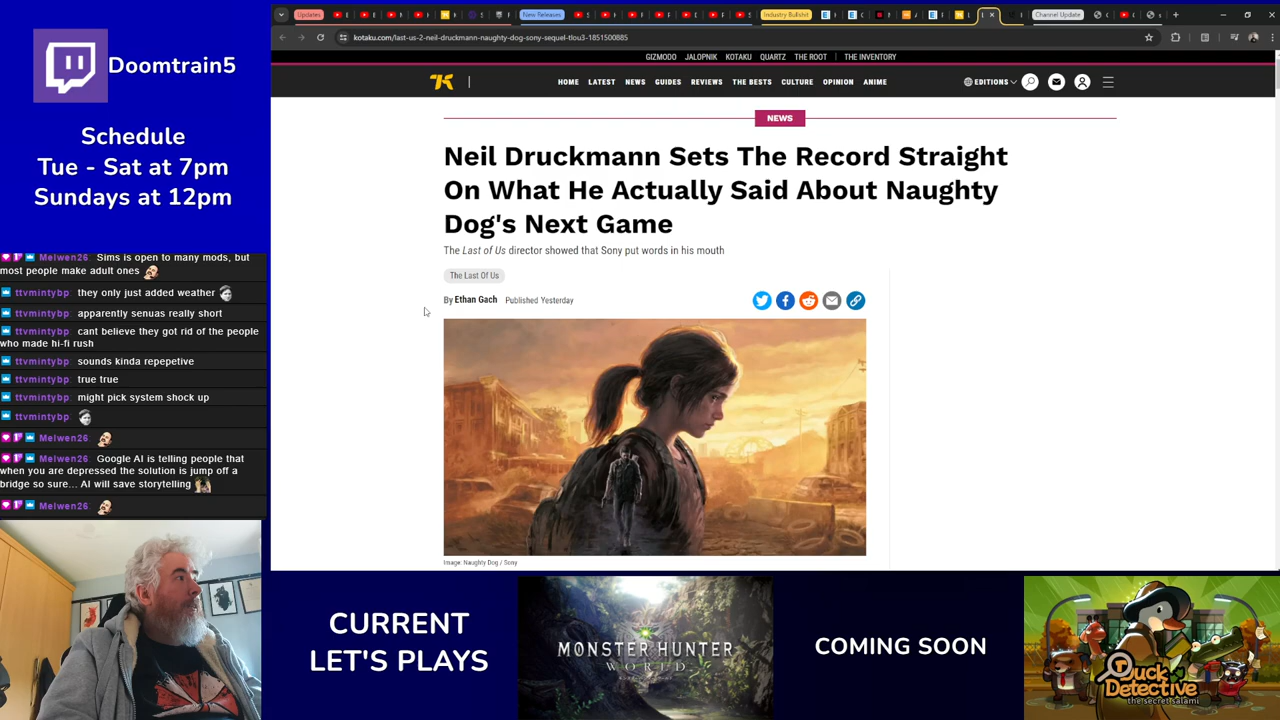 Doomtrain5
Schedule
Tue - Sat at 7pm
Sundays at 12pm
Melwen26: Sims is open to many mods, but
most people make adult ones
ttvmintybp: they only just added weather
ttvmintybp: apparently senuas really short
ttvmintybp: cant believe they got rid of the people
who made hi-fi rush
ttvmintybp: sounds kinda repepetive
ttvmintybp: true true
ttvmintybp: might pick system shock up
ttvmintybp:
Melwen26:
Melwen26: Google AI is telling people that
when you are depressed the solution is jump off a
bridge so sure... AI will save storytelling
Melwen26:
Updates
New Releases
Industry Bullshit
Channel Update
kotaku.com/last-us-2-neil-druckmann-naughty-dog-sony-sequel-tlou3-1851500885
GIZMODO JALOPNIK KOTAKU QUARTZ THE ROOT THE INVENTORY
HOME LATEST NEWS GUIDES REVIEWS THE BESTS CULTURE OPINION ANIME
EDITIONS
NEWS
Neil Druckmann Sets The Record Straight
On What He Actually Said About Naughty
Dog's Next Game
The Last of Us director showed that Sony put words in his mouth
The Last Of Us
By Ethan Gach Published Yesterday
Image: Naughty Dog / Sony
CURRENT
LET'S PLAYS
MONSTER HUNTER
WORLD
COMING SOON
Duck
Detective
the secret salami